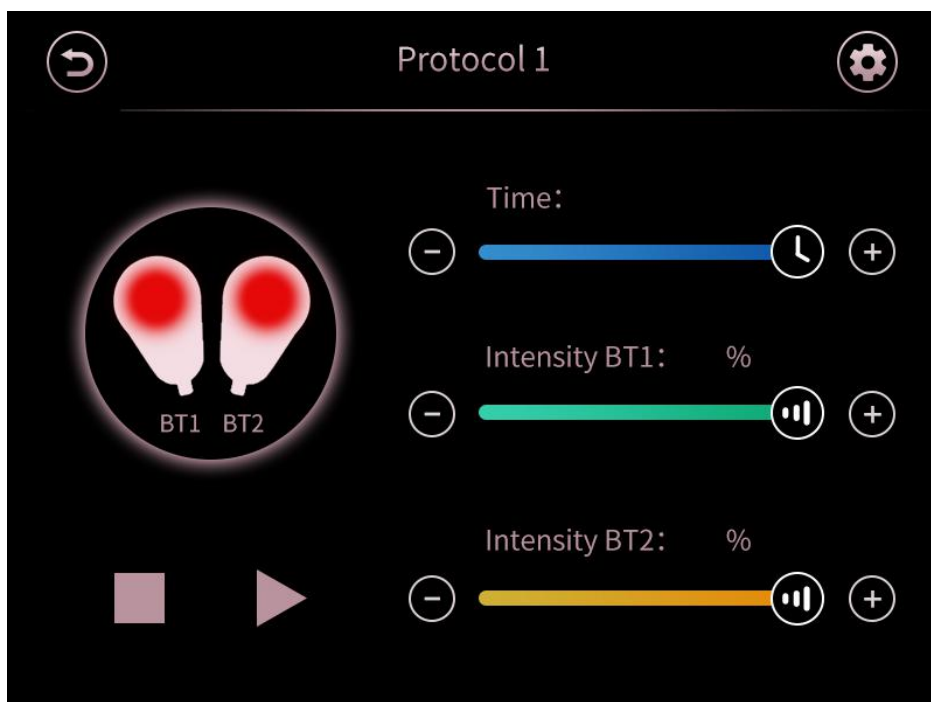 Protocol 1
Time:
Intensity BT1: %
BT1 BT2
Intensity BT2: %